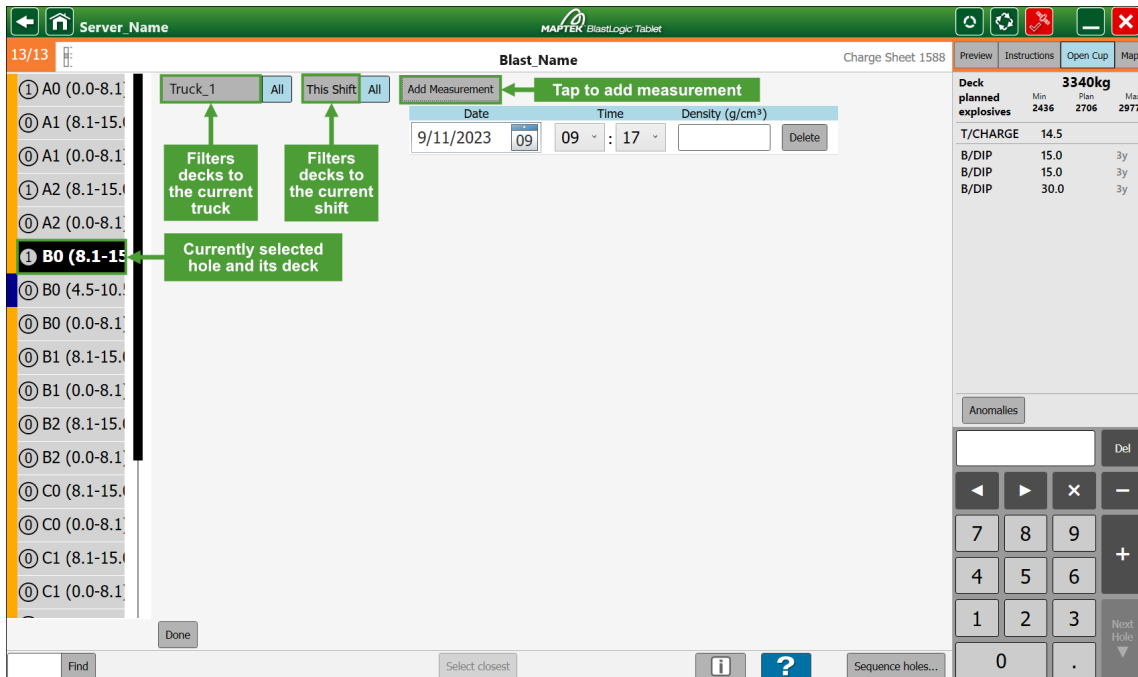 Server_Name
MAPTEK BlastLogic Tablet
13/13
Blast_Name
Charge Sheet 1588
Preview Instructions Open Cup Map
Truck_1 All This Shift All Add Measurement
Tap to add measurement
Date Time Density (g/cm³)
9/11/2023 09 09 : 17 Delete
Filters
decks to
the current
truck
Filters
decks to
the current
shift
Currently selected
hole and its deck
1 A0 (0.0-8.1)
0 A1 (8.1-15.0
0 A1 (0.0-8.1)
1 A2 (8.1-15.0
0 A2 (0.0-8.1)
1 B0 (8.1-15
0 B0 (4.5-10.5
0 B0 (0.0-8.1)
0 B1 (8.1-15.0
0 B1 (0.0-8.1)
0 B2 (8.1-15.0
0 B2 (0.0-8.1)
0 C0 (8.1-15.0
0 C0 (0.0-8.1)
0 C1 (8.1-15.0
0 C1 (0.0-8.1)
Done
Find
Select closest
i
?
Sequence holes...
Deck
planned
explosives
3340kg
Min Plan Max
2436 2706 2977
T/CHARGE 14.5
B/DIP 15.0 3y
B/DIP 15.0 3y
B/DIP 30.0 3y
Anomalies
Del
7 8 9
+
4 5 6
1 2 3
Next
Hole
0 .